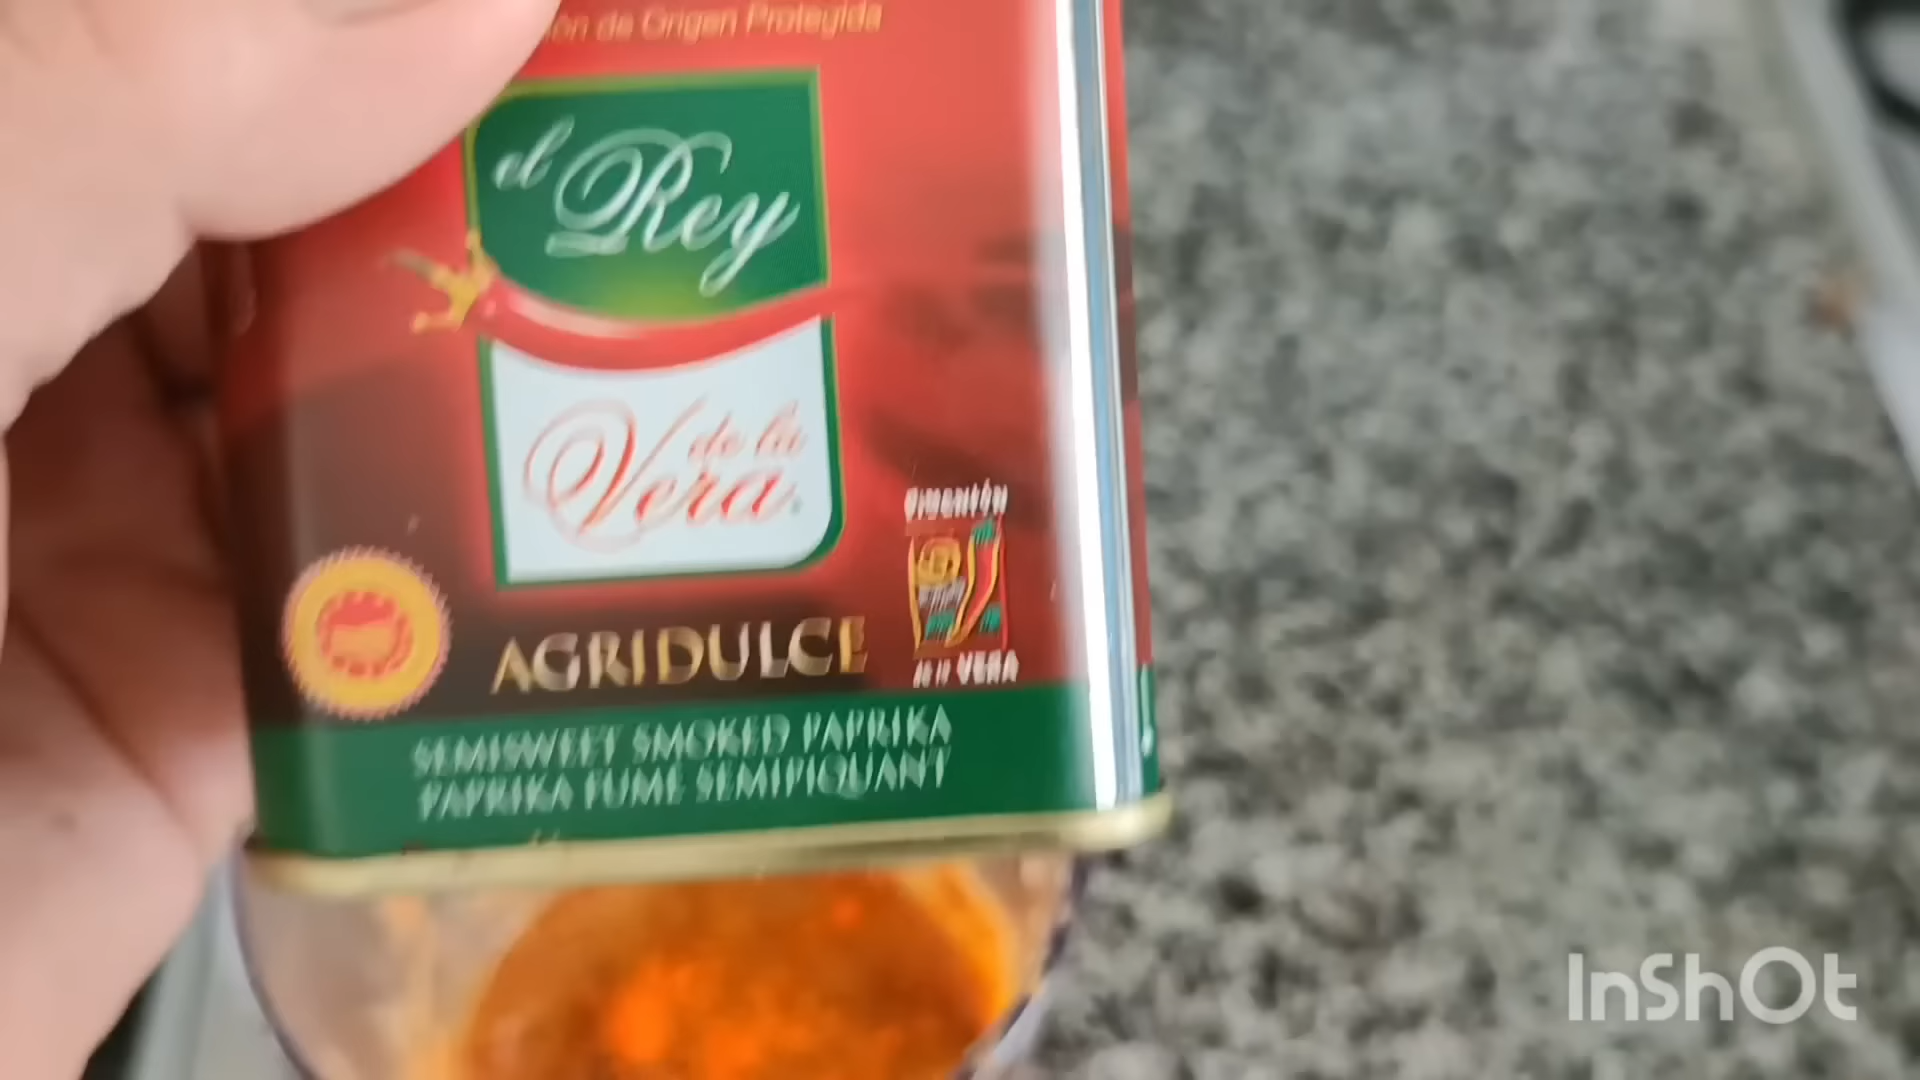 de Origen Protegida
el Rey
de la
Vera
PIMENTÓN
de la VERA
AGRIDULCE
SEMISWEET SMOKED PAPRIKA
PAPRIKA FUMÉ SEMIPIQUANT
InShOt